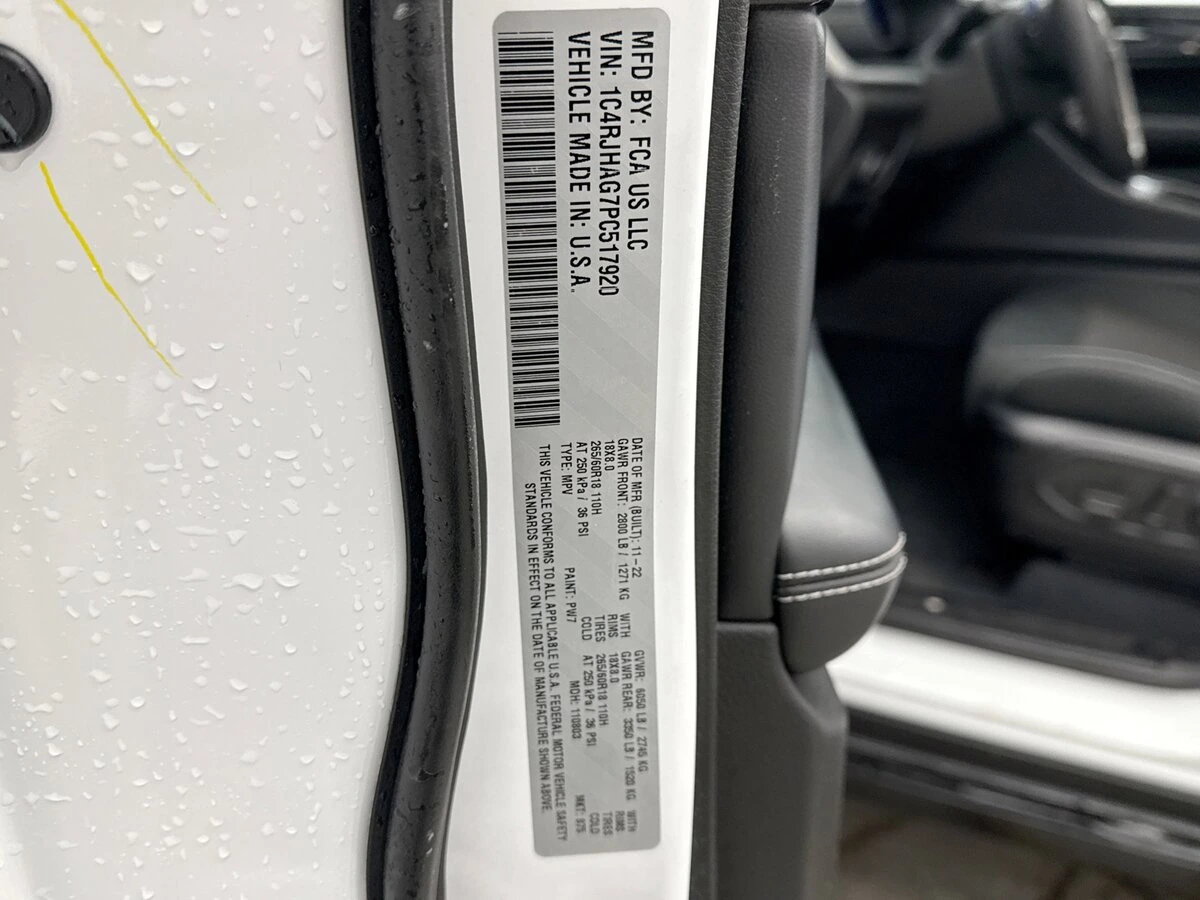 MFD BY: FCA US LLC
VIN: 1C4RJHAG7PC517920
VEHICLE MADE IN: U.S.A.
DATE OF MFR (BUILT): 11-22 GVWR: 6050 LB / 2745 KG
GAWR FRONT: 2800 LB / 1271 KG WITH GAWR REAR: 3350 LB / 1520 KG WITH
18X8.0 RIMS 18X8.0 RIMS
265/60R18 110H TIRES 265/60R18 110H TIRES
AT 250 kPa / 36 PSI COLD AT 250 kPa / 36 PSI COLD
TYPE: MPV PAINT: PW7 MDH: 110803 MKT: 975
THIS VEHICLE CONFORMS TO ALL APPLICABLE U.S.A. FEDERAL MOTOR VEHICLE SAFETY
STANDARDS IN EFFECT ON THE DATE OF MANUFACTURE SHOWN ABOVE.